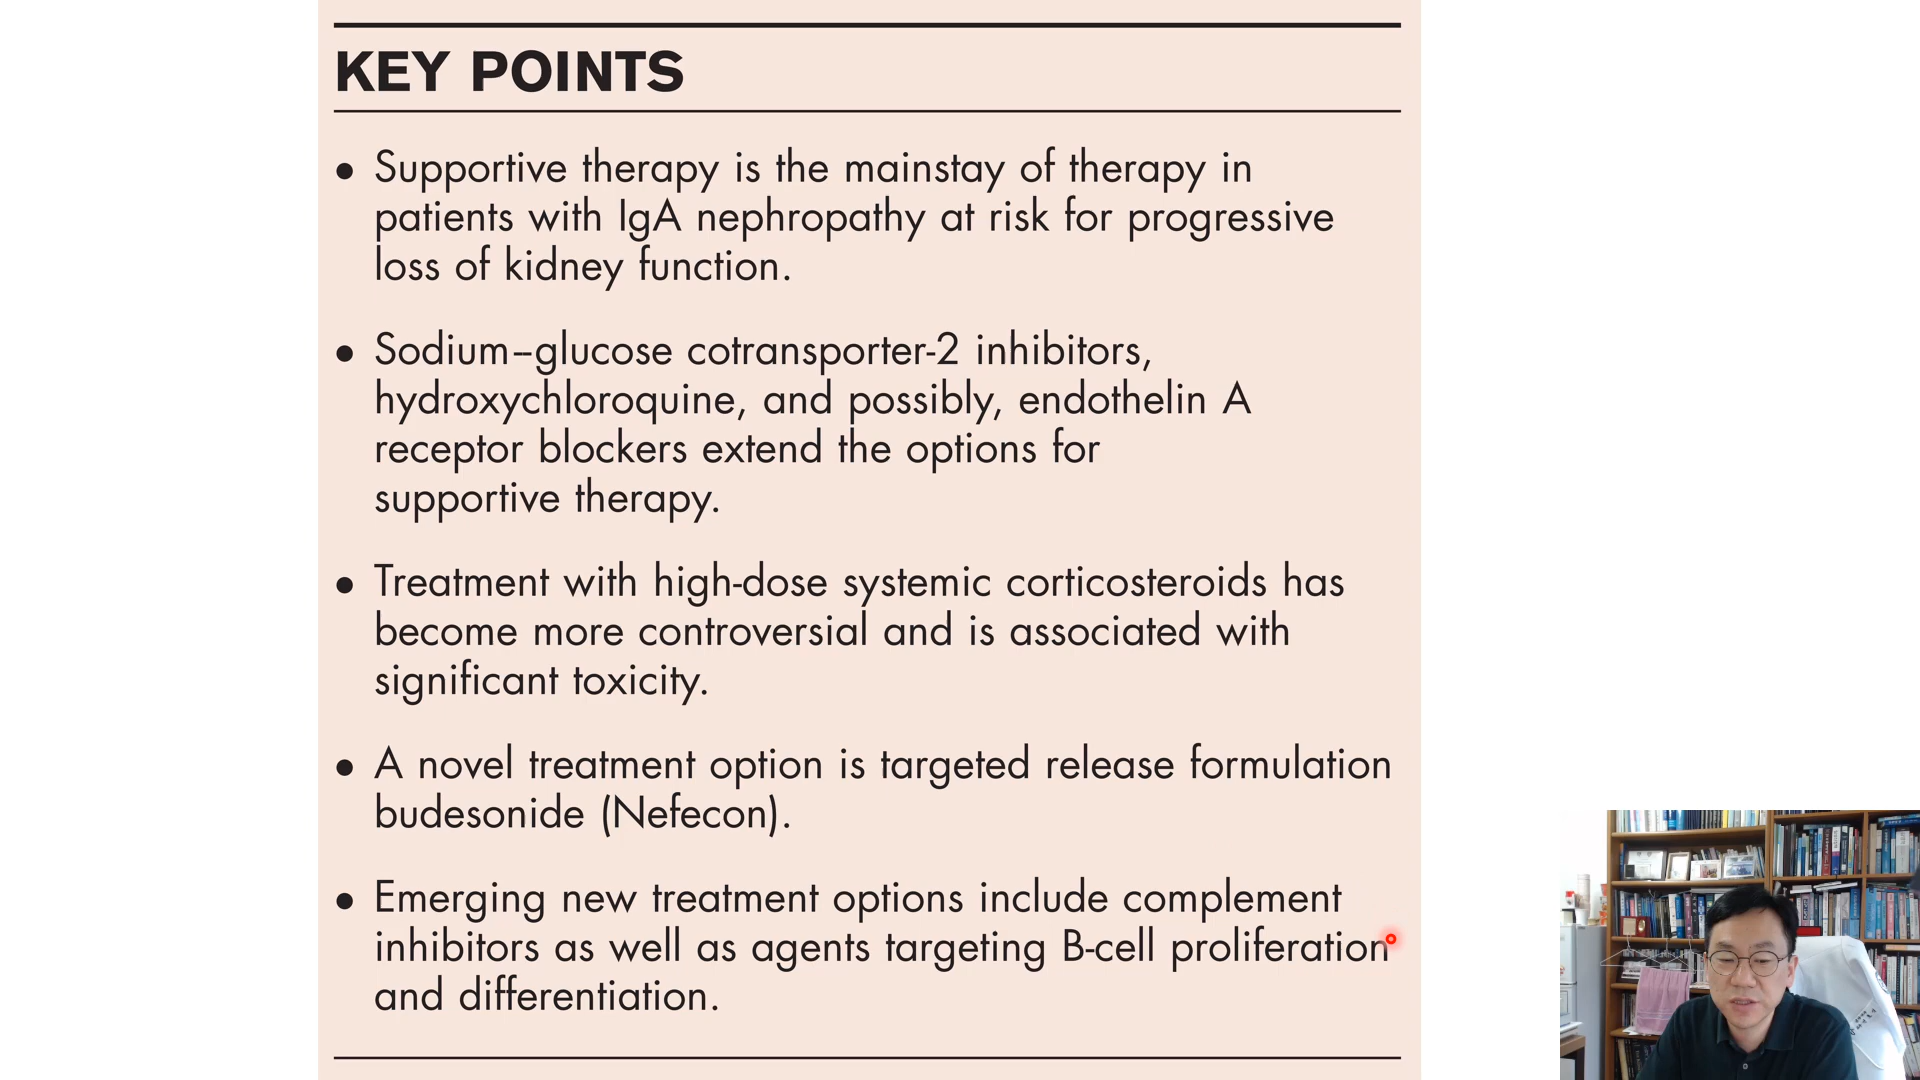 KEY POINTS
• Supportive therapy is the mainstay of therapy in
patients with IgA nephropathy at risk for progressive
loss of kidney function.
• Sodium–glucose cotransporter-2 inhibitors,
hydroxychloroquine, and possibly, endothelin A
receptor blockers extend the options for
supportive therapy.
• Treatment with high-dose systemic corticosteroids has
become more controversial and is associated with
significant toxicity.
• A novel treatment option is targeted release formulation
budesonide (Nefecon).
• Emerging new treatment options include complement
inhibitors as well as agents targeting B-cell proliferation
and differentiation.